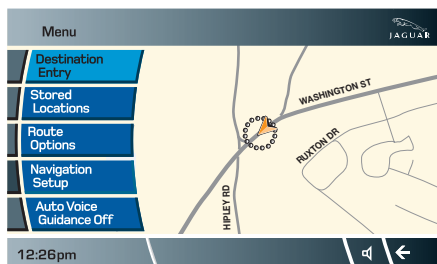 Menu
JAGUAR
Destination
Entry
Stored
Locations
Route
Options
Navigation
Setup
Auto Voice
Guidance Off
WASHINGTON ST
RUXTON DR
HIPLEY RD
12:26pm